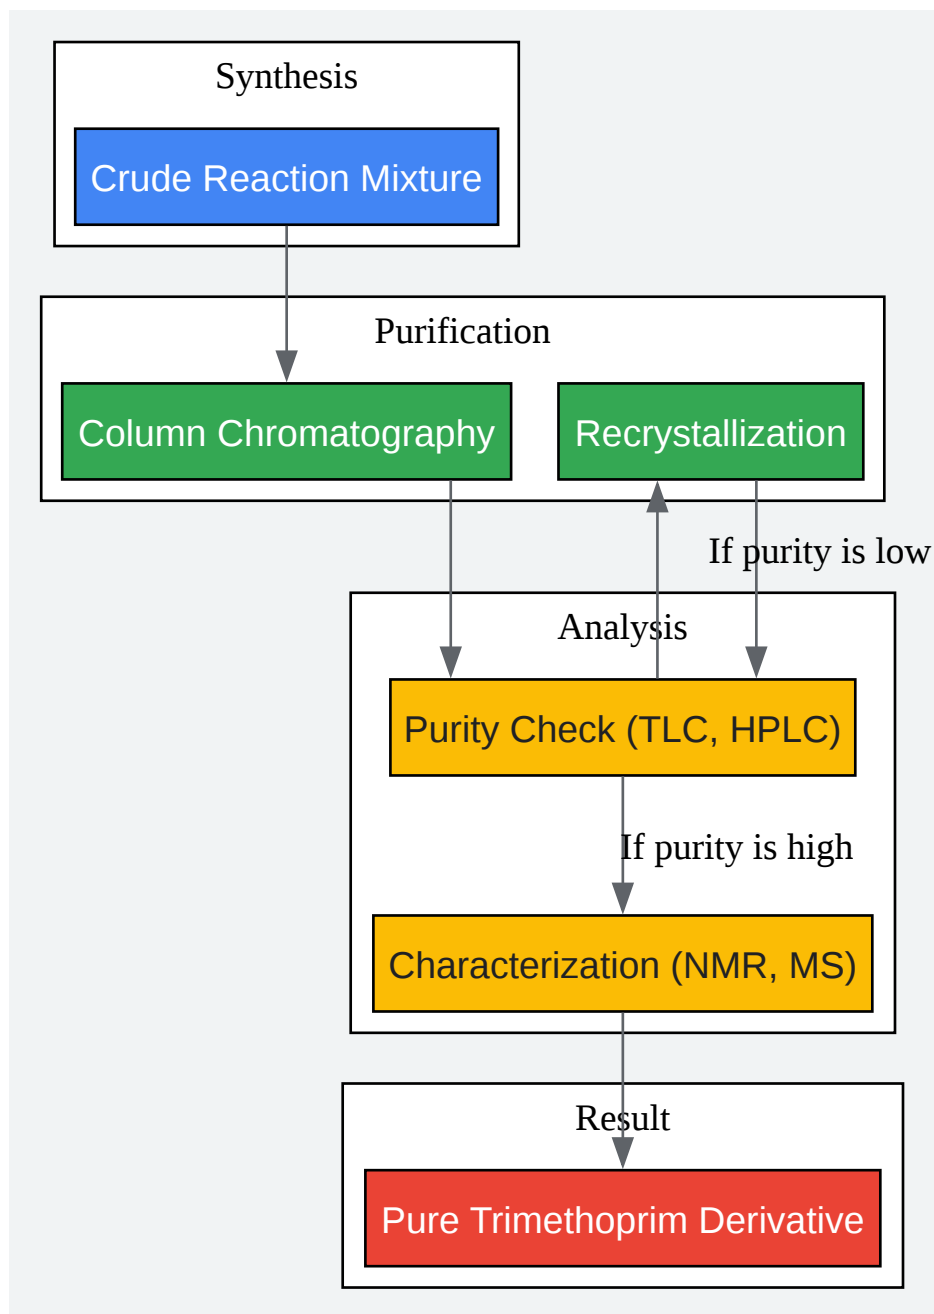 Synthesis
Crude Reaction Mixture
Purification
Column Chromatography
Recrystallization
If purity is low
Analysis
Purity Check (TLC, HPLC)
If purity is high
Characterization (NMR, MS)
Result
Pure Trimethoprim Derivative